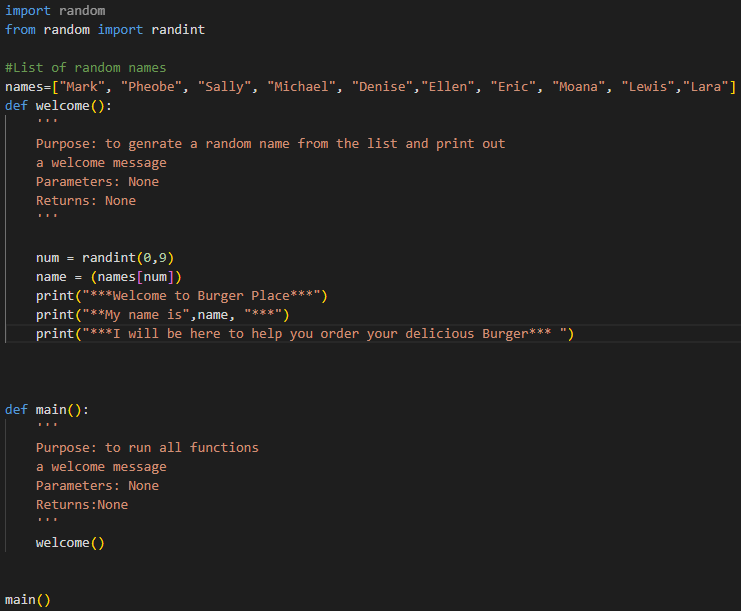 import random
from random import randint

#List of random names
names=["Mark", "Pheobe", "Sally", "Michael", "Denise","Ellen", "Eric", "Moana", "Lewis","Lara"]
def welcome():
    '''
    Purpose: to genrate a random name from the list and print out
    a welcome message
    Parameters: None
    Returns: None
    '''

    num = randint(0,9)
    name = (names[num])
    print("***Welcome to Burger Place***")
    print("**My name is",name, "***")
    print("***I will be here to help you order your delicious Burger*** ")

def main():
    '''
    Purpose: to run all functions
    a welcome message
    Parameters: None
    Returns:None
    '''
    welcome()

main()